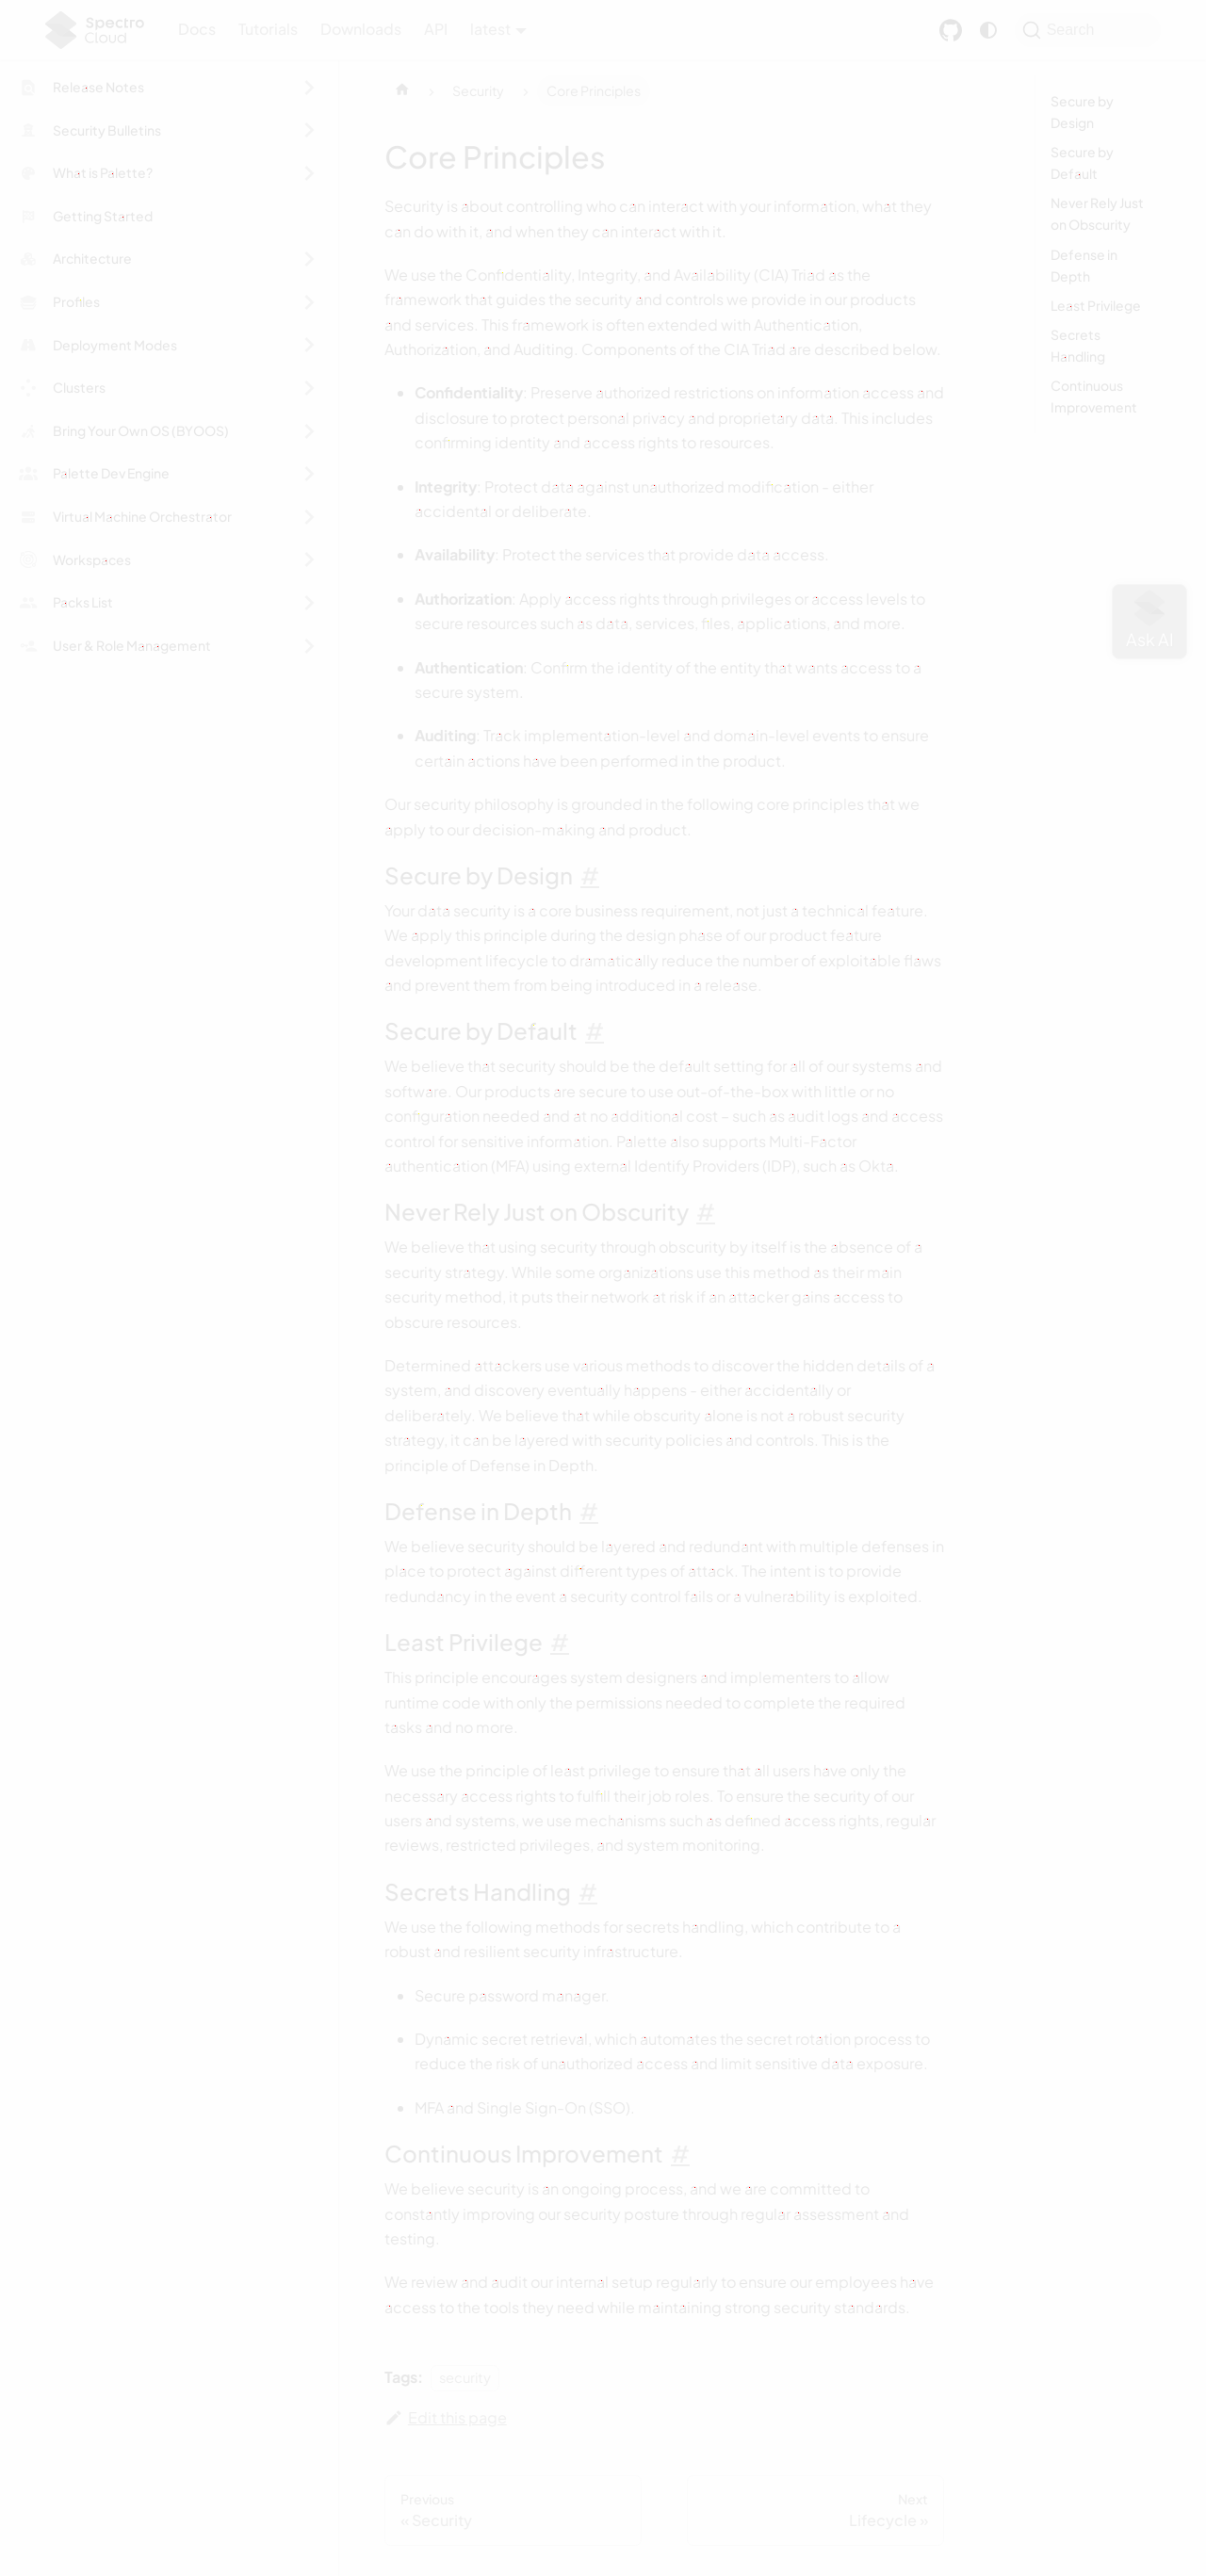 Spectro Cloud
Docs Tutorials Downloads API latest
Search
Release Notes
Security Bulletins
What is Palette?
Getting Started
Architecture
Profiles
Deployment Modes
Clusters
Bring Your Own OS (BYOOS)
Palette Dev Engine
Virtual Machine Orchestrator
Workspaces
Packs List
User & Role Management
Security Core Principles
Core Principles
Security is about controlling who can interact with your information, what they
can do with it, and when they can interact with it.
We use the Confidentiality, Integrity, and Availability (CIA) Triad as the
framework that guides the security and controls we provide in our products
and services. This framework is often extended with Authentication,
Authorization, and Auditing. Components of the CIA Triad are described below.
Confidentiality: Preserve authorized restrictions on information access and
disclosure to protect personal privacy and proprietary data. This includes
confirming identity and access rights to resources.
Integrity: Protect data against unauthorized modification - either
accidental or deliberate.
Availability: Protect the services that provide data access.
Authorization: Apply access rights through privileges or access levels to
secure resources such as data, services, files, applications, and more.
Authentication: Confirm the identity of the entity that wants access to a
secure system.
Auditing: Track implementation-level and domain-level events to ensure
certain actions have been performed in the product.
Our security philosophy is grounded in the following core principles that we
apply to our decision-making and product.
Secure by Design #
Your data security is a core business requirement, not just a technical feature.
We apply this principle during the design phase of our product feature
development lifecycle to dramatically reduce the number of exploitable flaws
and prevent them from being introduced in a release.
Secure by Default #
We believe that security should be the default setting for all of our systems and
software. Our products are secure to use out-of-the-box with little or no
configuration needed and at no additional cost – such as audit logs and access
control for sensitive information. Palette also supports Multi-Factor
authentication (MFA) using external Identify Providers (IDP), such as Okta.
Never Rely Just on Obscurity #
We believe that using security through obscurity by itself is the absence of a
security strategy. While some organizations use this method as their main
security method, it puts their network at risk if an attacker gains access to
obscure resources.
Determined attackers use various methods to discover the hidden details of a
system, and discovery eventually happens - either accidentally or
deliberately. We believe that while obscurity alone is not a robust security
strategy, it can be layered with security policies and controls. This is the
principle of Defense in Depth.
Defense in Depth #
We believe security should be layered and redundant with multiple defenses in
place to protect against different types of attack. The intent is to provide
redundancy in the event a security control fails or a vulnerability is exploited.
Least Privilege #
This principle encourages system designers and implementers to allow
runtime code with only the permissions needed to complete the required
tasks and no more.
We use the principle of least privilege to ensure that all users have only the
necessary access rights to fulfill their job roles. To ensure the security of our
users and systems, we use mechanisms such as defined access rights, regular
reviews, restricted privileges, and system monitoring.
Secrets Handling #
We use the following methods for secrets handling, which contribute to a
robust and resilient security infrastructure.
Secure password manager.
Dynamic secret retrieval, which automates the secret rotation process to
reduce the risk of unauthorized access and limit sensitive data exposure.
MFA and Single Sign-On (SSO).
Continuous Improvement #
We believe security is an ongoing process, and we are committed to
constantly improving our security posture through regular assessment and
testing.
We review and audit our internal setup regularly to ensure our employees have
access to the tools they need while maintaining strong security standards.
Tags: security
Edit this page
Previous
« Security
Next
Lifecycle »
Secure by
Design
Secure by
Default
Never Rely Just
on Obscurity
Defense in
Depth
Least Privilege
Secrets
Handling
Continuous
Improvement
Ask AI